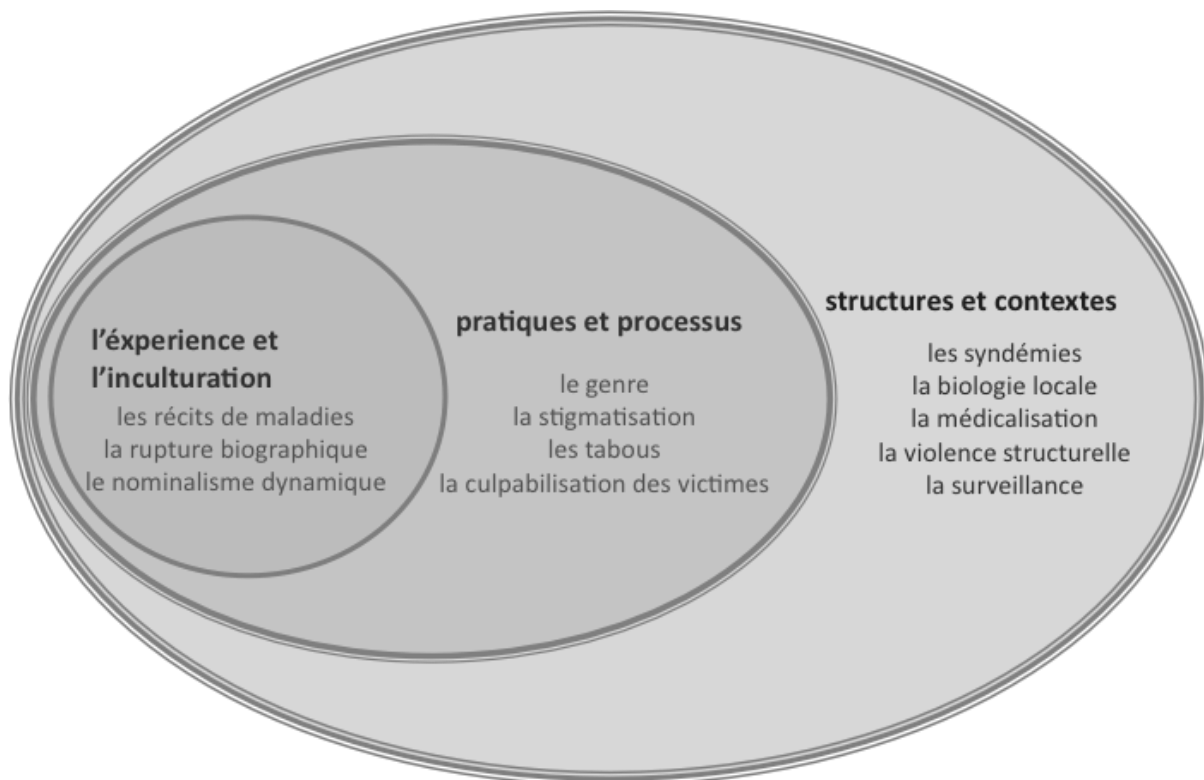 l’éxperience et
l’inculturation
les récits de maladies
la rupture biographique
le nominalisme dynamique
pratiques et processus
le genre
la stigmatisation
les tabous
la culpabilisation des victimes
structures et contextes
les syndémies
la biologie locale
la médicalisation
la violence structurelle
la surveillance